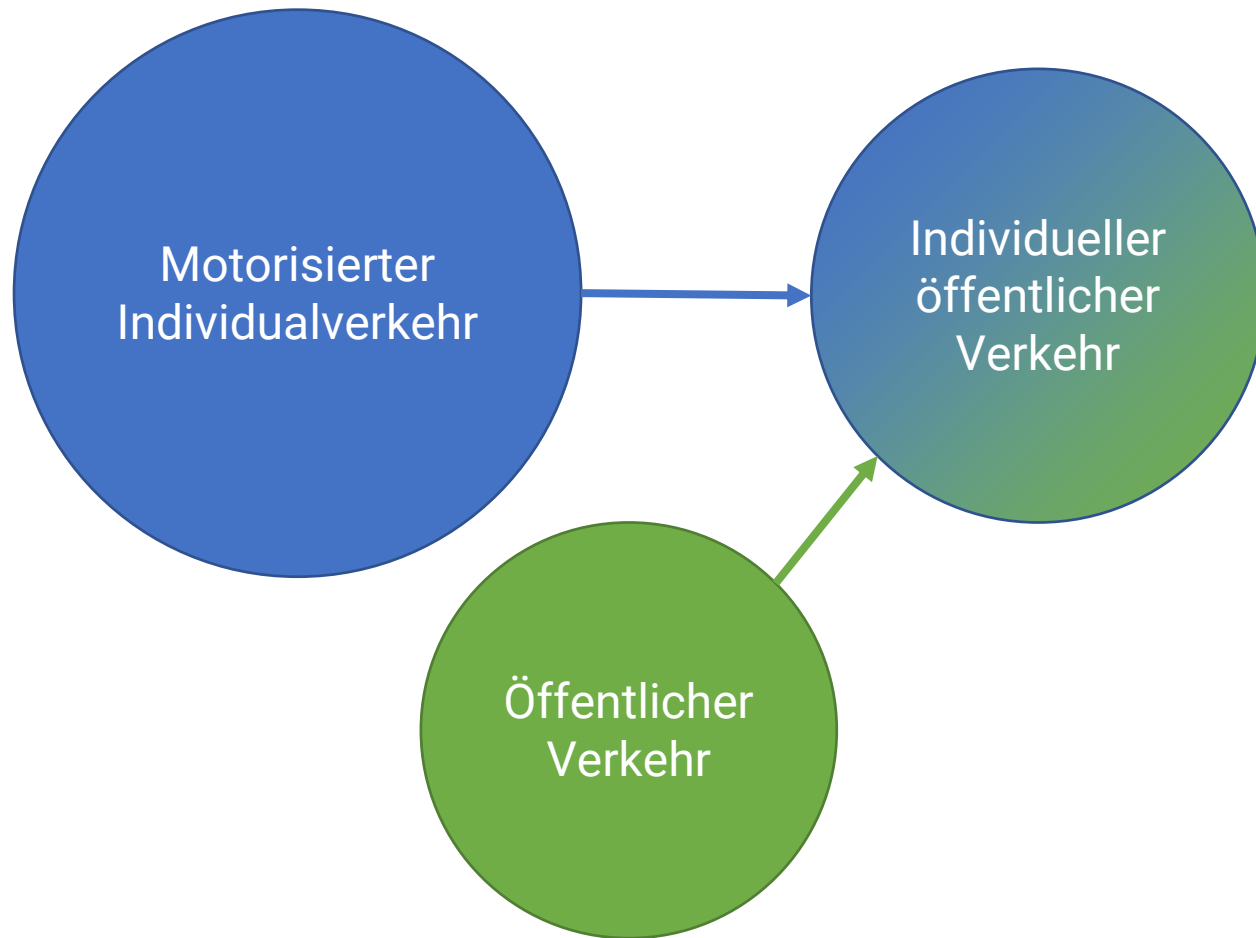 Motorisierter
Individualverkehr
Individueller
öffentlicher
Verkehr
Öffentlicher
Verkehr